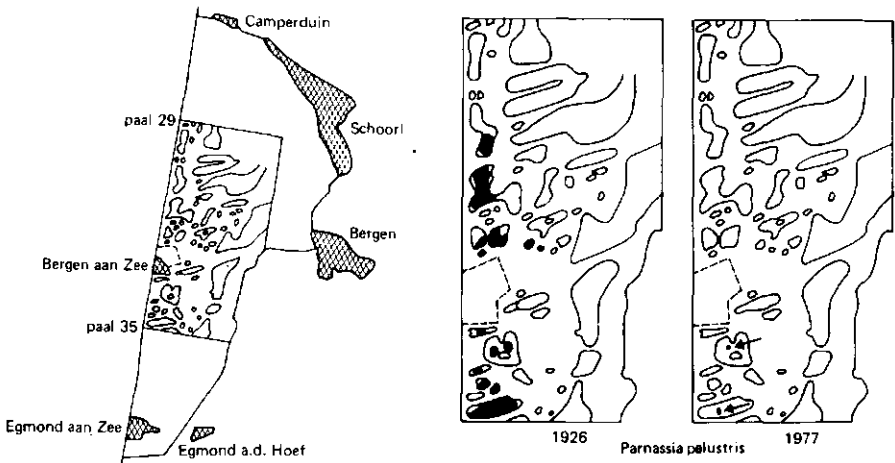 Camperduin
paal 29
Schoorl
Bergen
Bergen aan Zee
paal 35
Egmond aan Zee
Egmond a.d. Hoef
1926
1977
Parnassia palustris